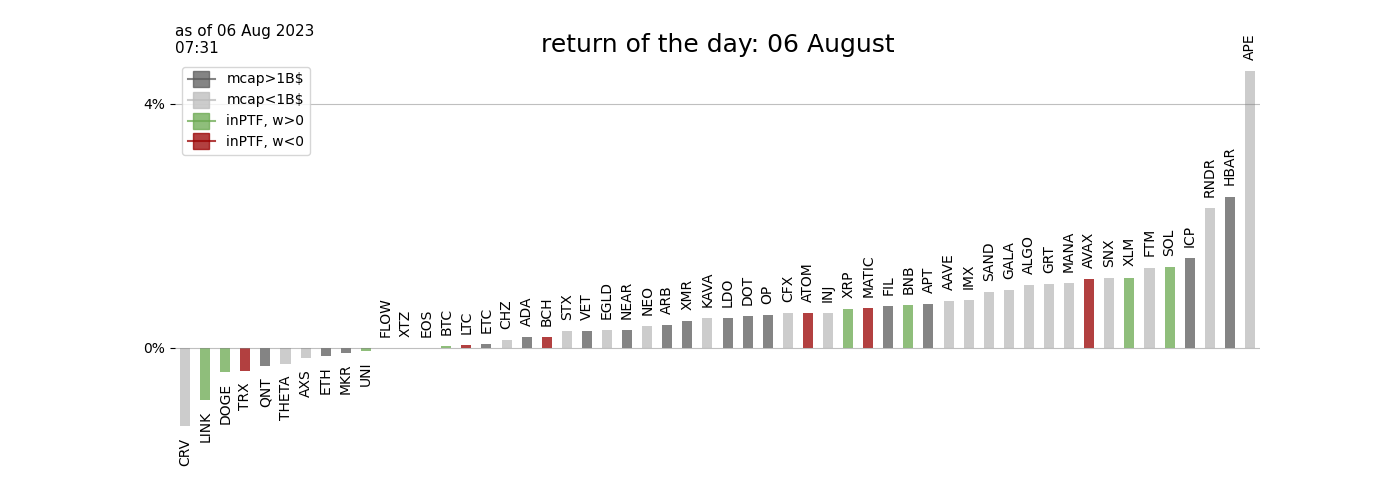 as of 06 Aug 2023
07:31
return of the day: 06 August
mcap>1B$
mcap<1B$
inPTF, w>0
inPTF, w<0
4%
0%
CRV
LINK
DOGE
TRX
QNT
THETA
AXS
ETH
MKR
UNI
FLOW
XTZ
EOS
BTC
LTC
ETC
CHZ
ADA
BCH
STX
VET
EGLD
NEAR
NEO
ARB
XMR
KAVA
LDO
DOT
OP
CFX
ATOM
INJ
XRP
MATIC
FIL
BNB
APT
AAVE
IMX
SAND
GALA
ALGO
GRT
MANA
AVAX
SNX
XLM
FTM
SOL
ICP
RNDR
HBAR
APE